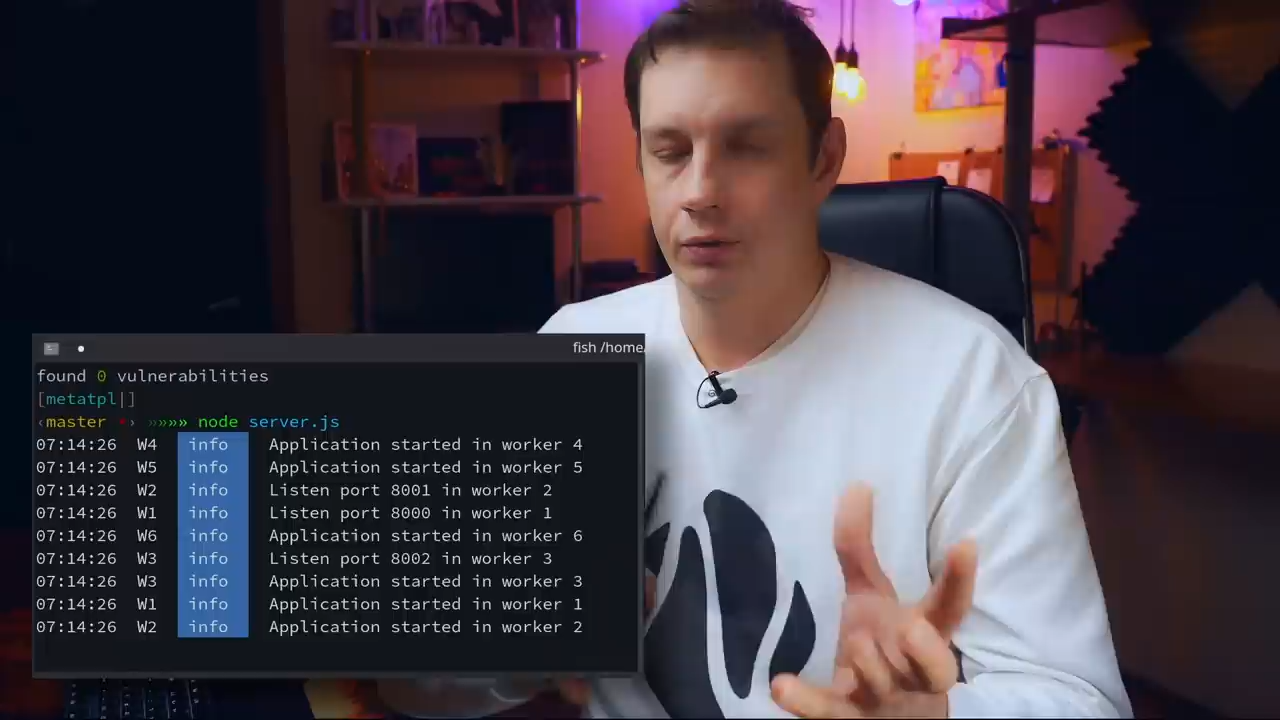 fish /home/
found 0 vulnerabilities
[metatpl|]
‹master •› »»»» node server.js
07:14:26 W4 info Application started in worker 4
07:14:26 W5 info Application started in worker 5
07:14:26 W2 info Listen port 8001 in worker 2
07:14:26 W1 info Listen port 8000 in worker 1
07:14:26 W6 info Application started in worker 6
07:14:26 W3 info Listen port 8002 in worker 3
07:14:26 W3 info Application started in worker 3
07:14:26 W1 info Application started in worker 1
07:14:26 W2 info Application started in worker 2